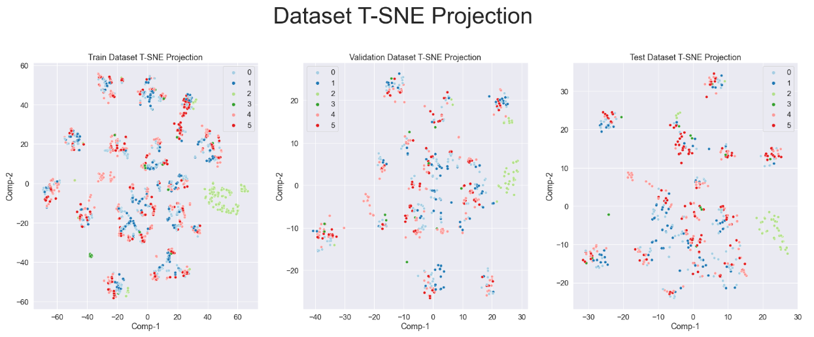 Dataset T-SNE Projection
Train Dataset T-SNE Projection
60
40
20
0
−20
−40
−60
Comp-2
−60 −40 −20 0 20 40 60
Comp-1
0
1
2
3
4
5
Validation Dataset T-SNE Projection
20
10
0
−10
−20
Comp-2
−40 −30 −20 −10 0 10 20 30
Comp-1
0
1
2
3
4
5
Test Dataset T-SNE Projection
30
20
10
0
−10
−20
Comp-2
−30 −20 −10 0 10 20 30
Comp-1
0
1
2
3
4
5